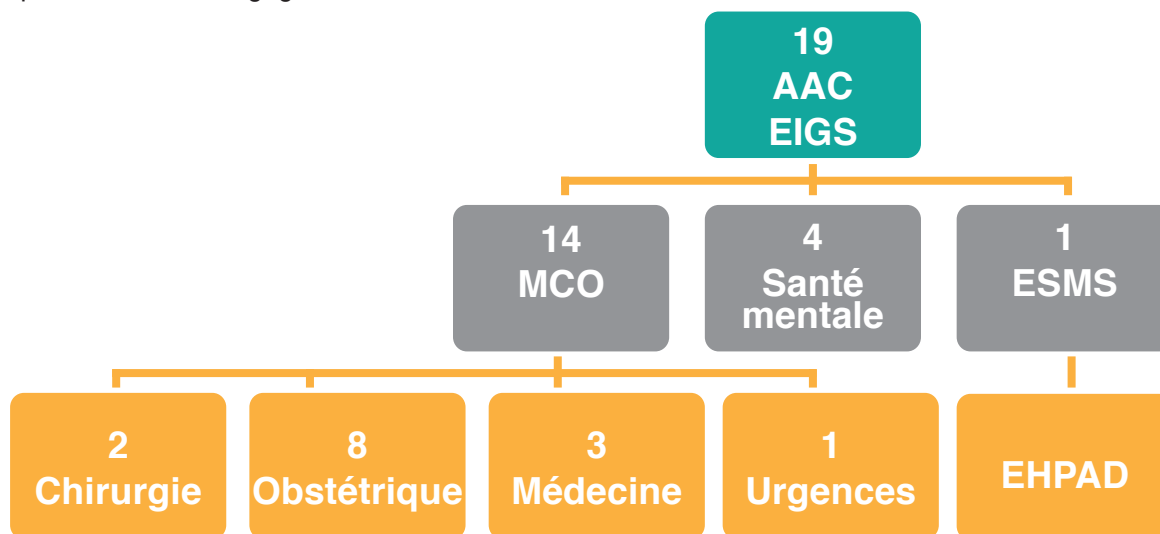 19
AAC
EIGS
14
MCO
4
Santé
mentale
1
ESMS
2
Chirurgie
8
Obstétrique
3
Médecine
1
Urgences
EHPAD